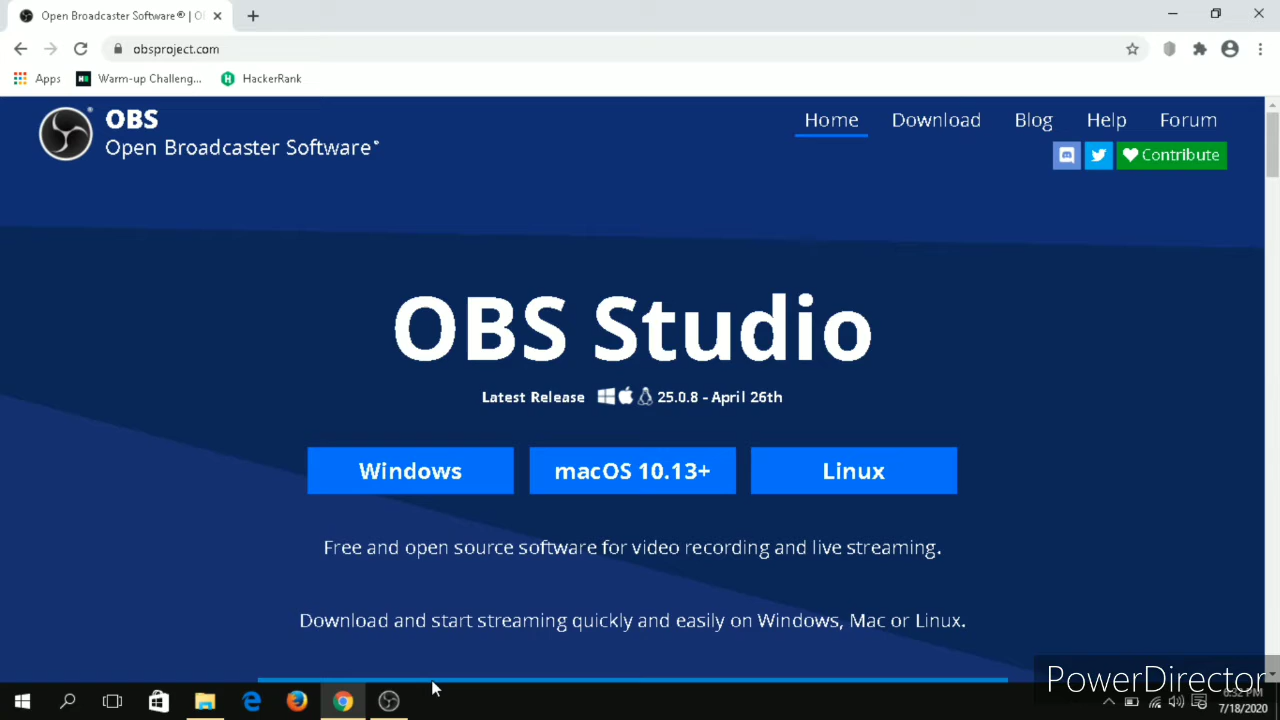 Open Broadcaster Software® | O
obsproject.com
Apps
Warm-up Challeng...
HackerRank
OBS
Open Broadcaster Software®
Home
Download
Blog
Help
Forum
Contribute
OBS Studio
Latest Release 25.0.8 - April 26th
Windows
macOS 10.13+
Linux
Free and open source software for video recording and live streaming.
Download and start streaming quickly and easily on Windows, Mac or Linux.
PowerDirector
6:32 PM
7/18/2020